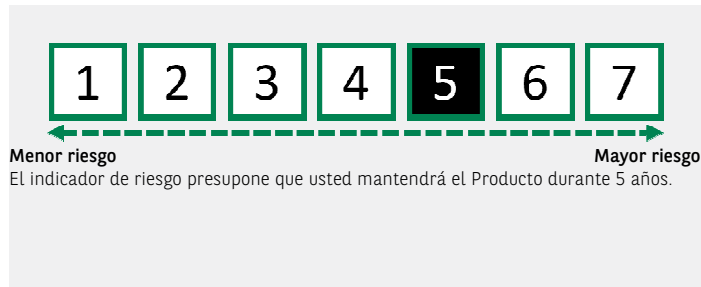 1 2 3 4 5 6 7
Menor riesgo Mayor riesgo
El indicador de riesgo presupone que usted mantendrá el Producto durante 5 años.